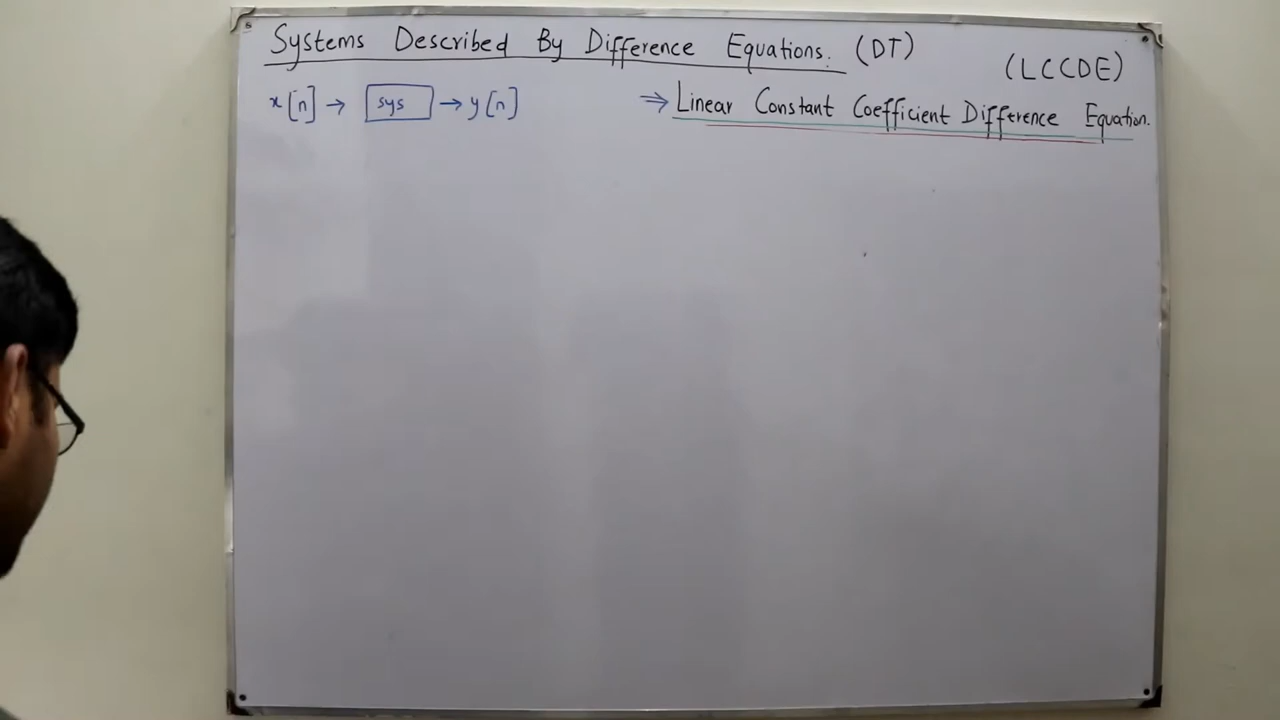 Systems Described By Difference Equations. (DT)
(LCCDE)
x[n] → sys → y[n]
⇒ Linear Constant Coefficient Difference Equation.